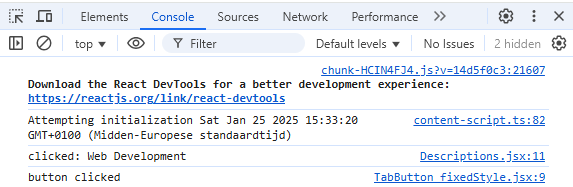 Elements Console Sources Network Performance »
top ▾ Filter Default levels ▾ No Issues 2 hidden
chunk-HCIN4FJ4.js?v=14d5f0c3:21607
Download the React DevTools for a better development experience:
https://reactjs.org/link/react-devtools
Attempting initialization Sat Jan 25 2025 15:33:20 content-script.ts:82
GMT+0100 (Midden-Europese standaardtijd)
clicked: Web Development Descriptions.jsx:11
button clicked TabButton fixedStyle.jsx:9